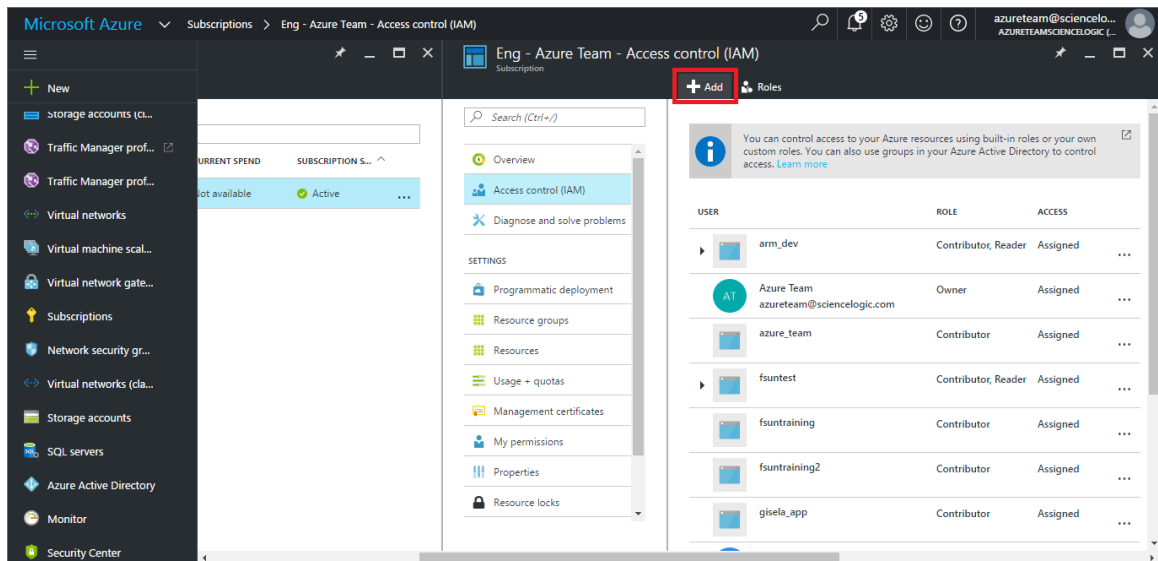 Microsoft Azure Subscriptions > Eng - Azure Team - Access control (IAM)
5
azureteam@sciencelo...
AZURETEAMSCIENCELOGIC (...
New
Storage accounts (cl...
Traffic Manager prof...
Traffic Manager prof...
Virtual networks
Virtual machine scal...
Virtual network gate...
Subscriptions
Network security gr...
Virtual networks (cla...
Storage accounts
SQL servers
Azure Active Directory
Monitor
Security Center
URRENT SPEND SUBSCRIPTION S...
Not available Active ...
Eng - Azure Team - Access control (IAM)
Subscription
Add Roles
Search (Ctrl+/)
Overview
Access control (IAM)
Diagnose and solve problems
SETTINGS
Programmatic deployment
Resource groups
Resources
Usage + quotas
Management certificates
My permissions
Properties
Resource locks
You can control access to your Azure resources using built-in roles or your own
custom roles. You can also use groups in your Azure Active Directory to control
access. Learn more
USER ROLE ACCESS
arm_dev Contributor, Reader Assigned ...
AT Azure Team Owner Assigned ...
azureteam@sciencelogic.com
azure_team Contributor Assigned ...
fsuntest Contributor, Reader Assigned ...
fsuntraining Contributor Assigned ...
fsuntraining2 Contributor Assigned ...
gisela_app Contributor Assigned ...